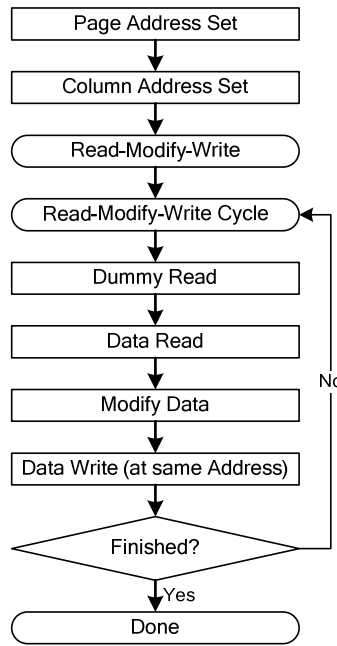 Page Address Set
Column Address Set
Read-Modify-Write
Read-Modify-Write Cycle
Dummy Read
Data Read
No
Modify Data
Data Write (at same Address)
Finished?
Yes
Done